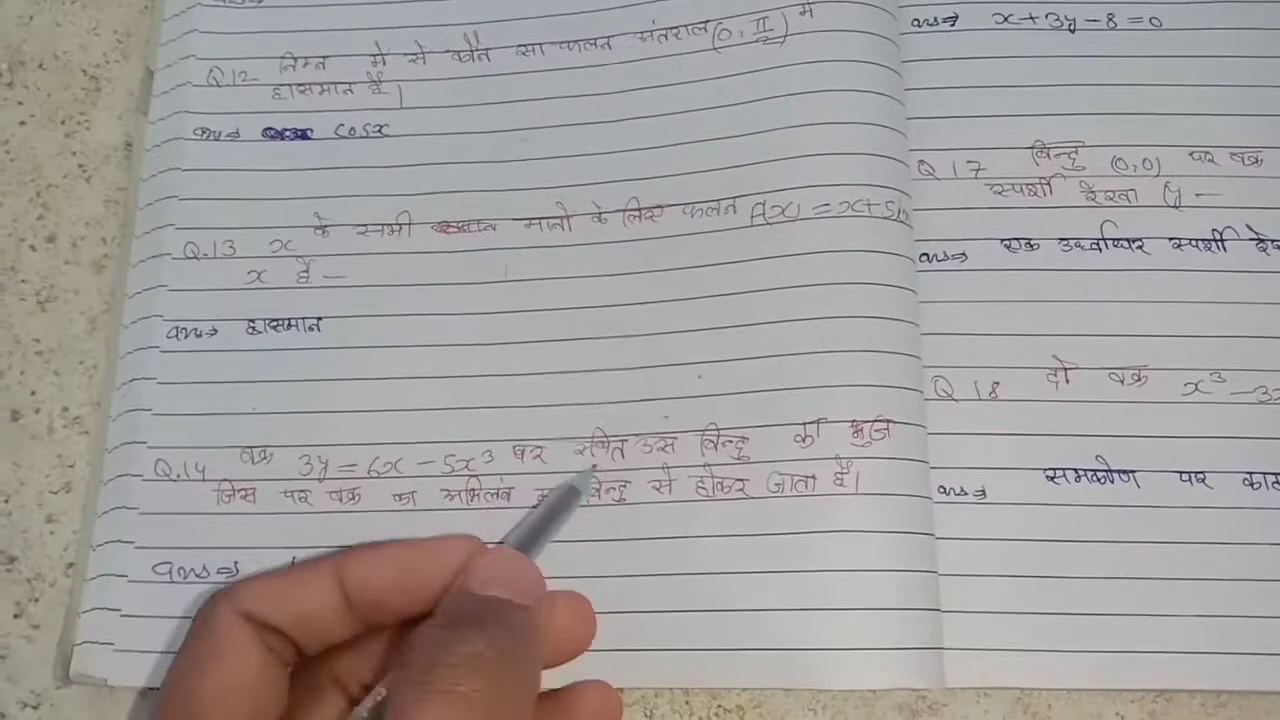 Q.12 निम्न में से कौन सा फलन अंतराल (0, π/2) में
ह्रासमान है।
ans⇒ cosx
Q.13 x के सभी मानो के लिए फलन f(x) = x + sin
x है —
ans⇒ ह्रासमान
Q.14 वक्र 3y = 6x - 5x³ पर स्थित उस बिन्दु का भुज
जिस पर वक्र का अभिलंब बिन्दु से होकर जाता है।
ans⇒
ans⇒ x + 3y - 8 = 0
Q 17 बिन्दु (0,0) पर वक्र
स्पर्शी रेखा (y —
ans⇒ एक उर्ध्वाधर स्पर्शी
Q 18 दो वक्र x³ - 3
ans⇒ समकोण पर